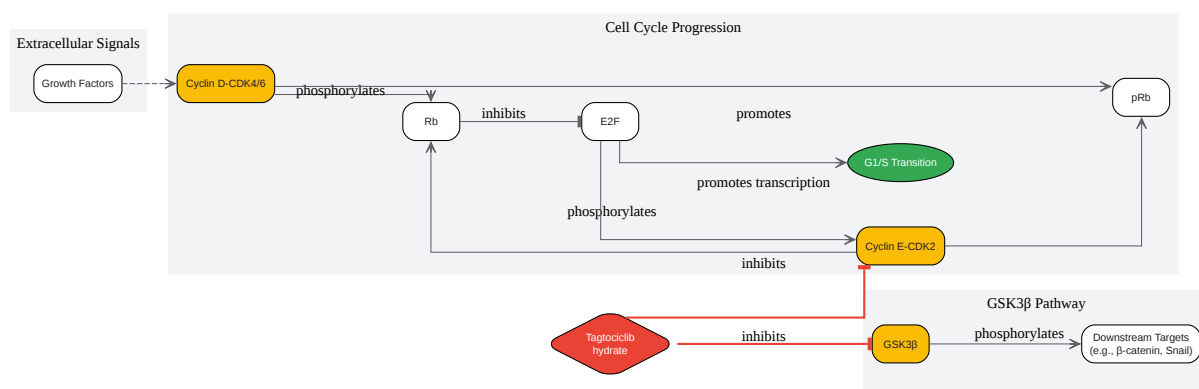 Cell Cycle Progression
Extracellular Signals
Growth Factors
Cyclin D-CDK4/6
phosphorylates
pRb
Rb
inhibits
E2F
promotes
G1/S Transition
promotes transcription
phosphorylates
Cyclin E-CDK2
inhibits
GSK3β Pathway
Tagtociclib
hydrate
inhibits
GSK3β
phosphorylates
Downstream Targets
(e.g., β-catenin, Snail)